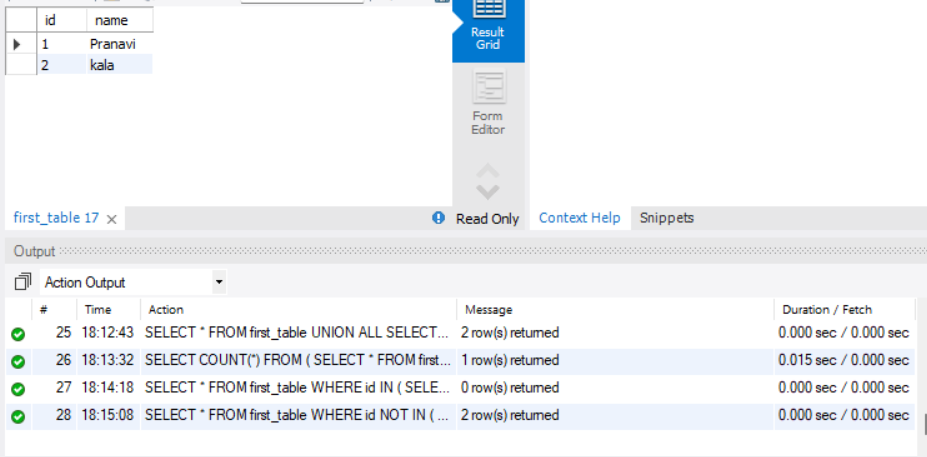 id name
1 Pranavi
2 kala
Result
Grid
Form
Editor
first_table 17
Read Only
Context Help Snippets
Output
Action Output
# Time Action Message Duration / Fetch
25 18:12:43 SELECT * FROM first_table UNION ALL SELECT... 2 row(s) returned 0.000 sec / 0.000 sec
26 18:13:32 SELECT COUNT(*) FROM ( SELECT * FROM first... 1 row(s) returned 0.015 sec / 0.000 sec
27 18:14:18 SELECT * FROM first_table WHERE id IN ( SELE... 0 row(s) returned 0.000 sec / 0.000 sec
28 18:15:08 SELECT * FROM first_table WHERE id NOT IN ( ... 2 row(s) returned 0.000 sec / 0.000 sec